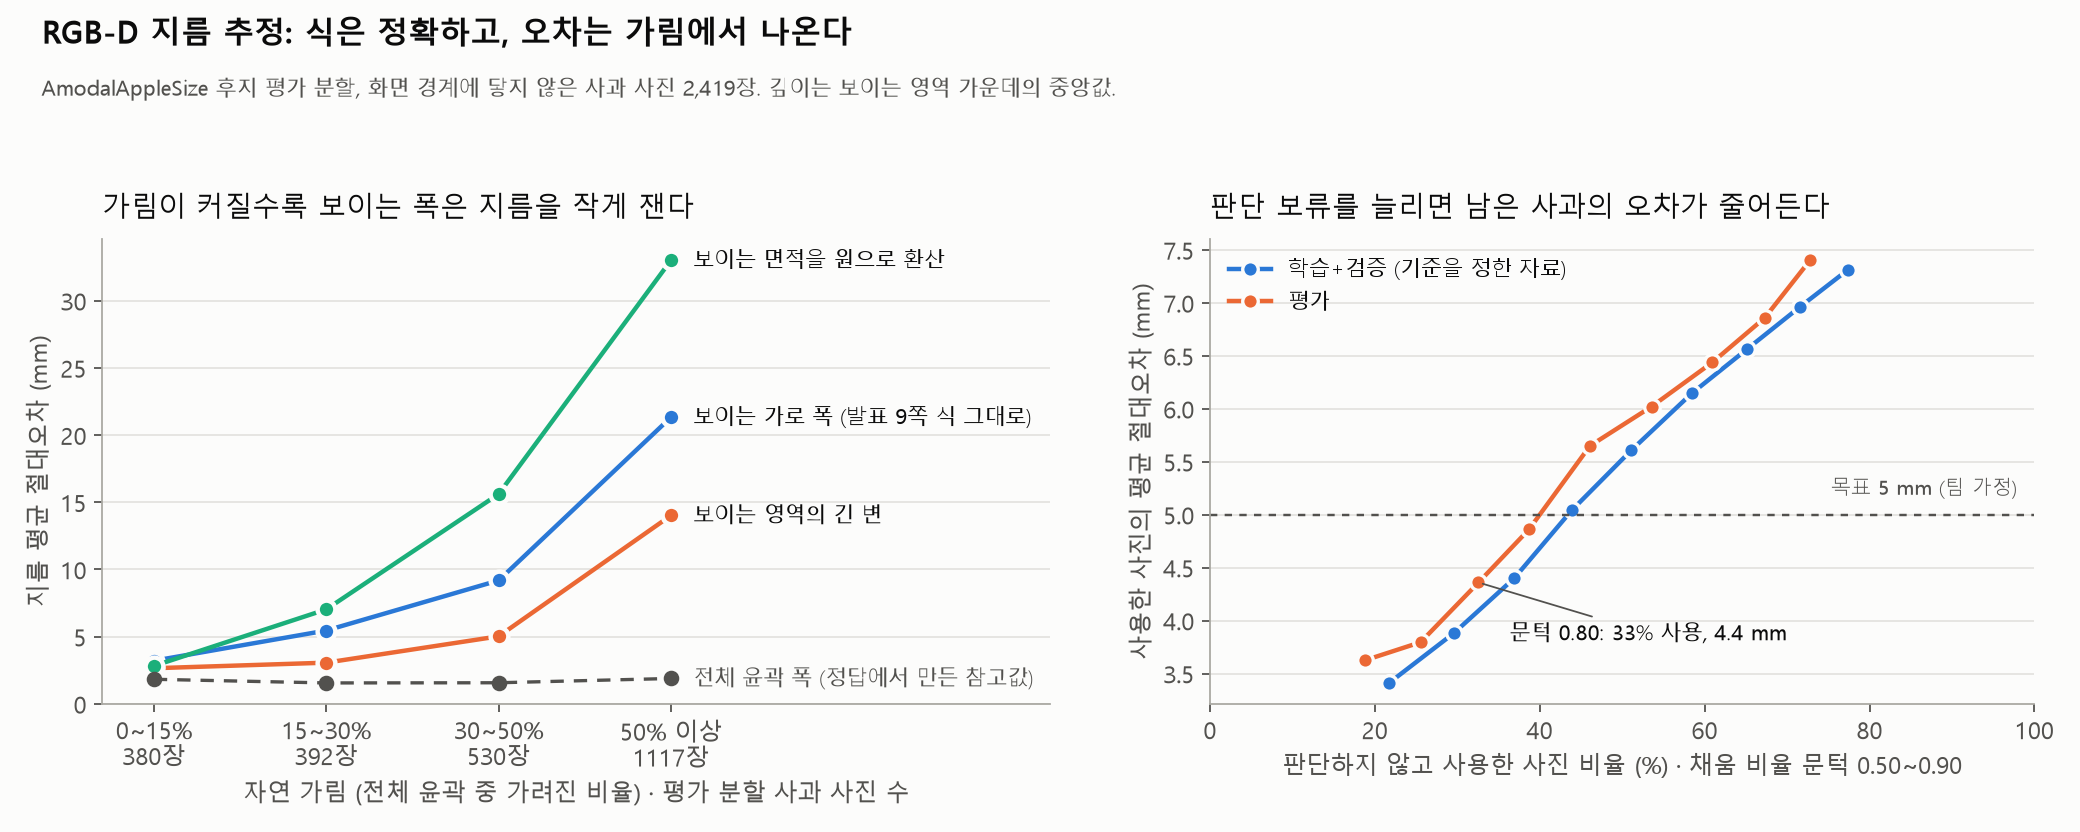 RGB-D 지름 추정: 식은 정확하고, 오차는 가림에서 나온다
AmodalAppleSize 후지 평가 분할, 화면 경계에 닿지 않은 사과 사진 2,419장. 깊이는 보이는 영역 가운데의 중앙값.
가림이 커질수록 보이는 폭은 지름을 작게 잰다
지름 평균 절대오차 (mm)
30
25
20
15
10
5
0
보이는 면적을 원으로 환산
보이는 가로 폭 (발표 9쪽 식 그대로)
보이는 영역의 긴 변
전체 윤곽 폭 (정답에서 만든 참고값)
0~15% 15~30% 30~50% 50% 이상
380장 392장 530장 1117장
자연 가림 (전체 윤곽 중 가려진 비율) · 평가 분할 사과 사진 수
판단 보류를 늘리면 남은 사과의 오차가 줄어든다
사용한 사진의 평균 절대오차 (mm)
7.5
7.0
6.5
6.0
5.5
5.0
4.5
4.0
3.5
학습+검증 (기준을 정한 자료)
평가
목표 5 mm (팀 가정)
문턱 0.80: 33% 사용, 4.4 mm
0 20 40 60 80 100
판단하지 않고 사용한 사진 비율 (%) · 채움 비율 문턱 0.50~0.90